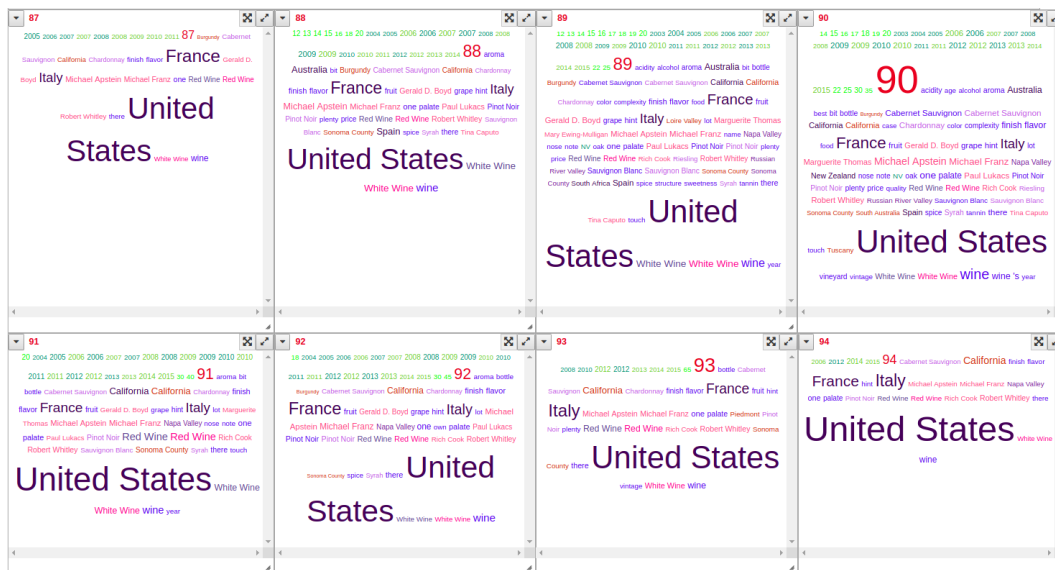 87
2005 2006 2006 2007 2007 2008 2008 2009 2010 2011 87 Burgundy Cabernet
Sauvignon California Chardonnay finish flavor France Gerald D.
Boyd Italy Michael Apstein Michael Franz one Red Wine Red Wine
Robert Whitley there United
States White Wine wine
88
12 13 14 15 16 18 20 2004 2005 2006 2006 2007 2007 2008 2008
2009 2009 2010 2010 2011 2012 2012 2013 2014 88 aroma
Australia bit Burgundy Cabernet Sauvignon California Chardonnay
finish flavor France fruit Gerald D. Boyd grape hint Italy
Michael Apstein Michael Franz one palate Paul Lukacs Pinot Noir
Pinot Noir plenty price Red Wine Red Wine Robert Whitley Sauvignon
Blanc Sonoma County Spain spice Syrah there Tina Caputo
United States White Wine
White Wine wine
89
12 13 14 15 16 17 18 19 20 2003 2004 2005 2006 2006 2007 2007
2008 2008 2009 2009 2010 2010 2011 2011 2012 2012 2013 2013
2014 2015 22 25 89 acidity alcohol aroma Australia bit bottle
Burgundy Cabernet Sauvignon Cabernet Sauvignon California California
Chardonnay color complexity finish flavor food France fruit
Gerald D. Boyd grape hint Italy Loire Valley lot Marguerite Thomas
Mary Ewing-Mulligan Michael Apstein Michael Franz name Napa Valley
nose note NV oak one palate Paul Lukacs Pinot Noir Pinot Noir plenty
price Red Wine Red Wine Rich Cook Riesling Robert Whitley Russian
River Valley Sauvignon Blanc Sauvignon Blanc Sonoma County Sonoma
County South Africa Spain spice structure sweetness Syrah tannin there
Tina Caputo touch United
States White Wine White Wine wine year
90
14 15 16 17 18 19 20 2003 2004 2005 2006 2006 2007 2007 2008
2008 2009 2009 2010 2010 2011 2011 2012 2012 2013 2013 2014
2015 22 25 30 35 90 acidity age alcohol aroma Australia
best bit bottle Burgundy Cabernet Sauvignon Cabernet Sauvignon
California California case Chardonnay color complexity finish flavor
food France fruit Gerald D. Boyd grape hint Italy lot
Marguerite Thomas Michael Apstein Michael Franz Napa Valley
New Zealand nose note NV oak one palate Paul Lukacs Pinot Noir
Pinot Noir plenty price quality Red Wine Red Wine Rich Cook Riesling
Robert Whitley Russian River Valley Sauvignon Blanc Sauvignon Blanc
Sonoma County South Australia Spain spice Syrah tannin there Tina Caputo
touch Tuscany United States
vineyard vintage White Wine White Wine wine wine 's year
91
20 2004 2005 2006 2006 2007 2007 2008 2008 2009 2009 2010 2010
2011 2011 2012 2012 2013 2013 2014 2015 30 40 91 aroma bit
bottle Cabernet Sauvignon California California Chardonnay finish
flavor France fruit Gerald D. Boyd grape hint Italy lot Marguerite
Thomas Michael Apstein Michael Franz Napa Valley nose note one
palate Paul Lukacs Pinot Noir Red Wine Red Wine Rich Cook
Robert Whitley Sauvignon Blanc Sonoma County Syrah there touch
United States White Wine
White Wine wine year
92
18 2004 2005 2006 2006 2007 2007 2008 2008 2009 2009 2010 2010
2011 2011 2012 2012 2013 2013 2014 2015 30 45 92 aroma bottle
Burgundy Cabernet Sauvignon California Chardonnay finish flavor
France fruit Gerald D. Boyd grape hint Italy lot Michael
Apstein Michael Franz Napa Valley one own palate Paul Lukacs
Pinot Noir Pinot Noir Red Wine Red Wine Rich Cook Robert Whitley
Sonoma County spice Syrah there United
States White Wine White Wine wine
93
2008 2010 2012 2012 2013 2014 2015 65 93 bottle Cabernet
Sauvignon California Chardonnay finish flavor France fruit hint
Italy Michael Apstein Michael Franz one palate Piedmont Pinot
Noir plenty Red Wine Red Wine Rich Cook Robert Whitley Sonoma
County there United States
vintage White Wine wine
94
2006 2012 2014 2015 94 Cabernet Sauvignon California finish flavor
France hint Italy Michael Apstein Michael Franz Napa Valley
one palate Pinot Noir Red Wine Red Wine Rich Cook Robert Whitley there
United States White Wine
wine